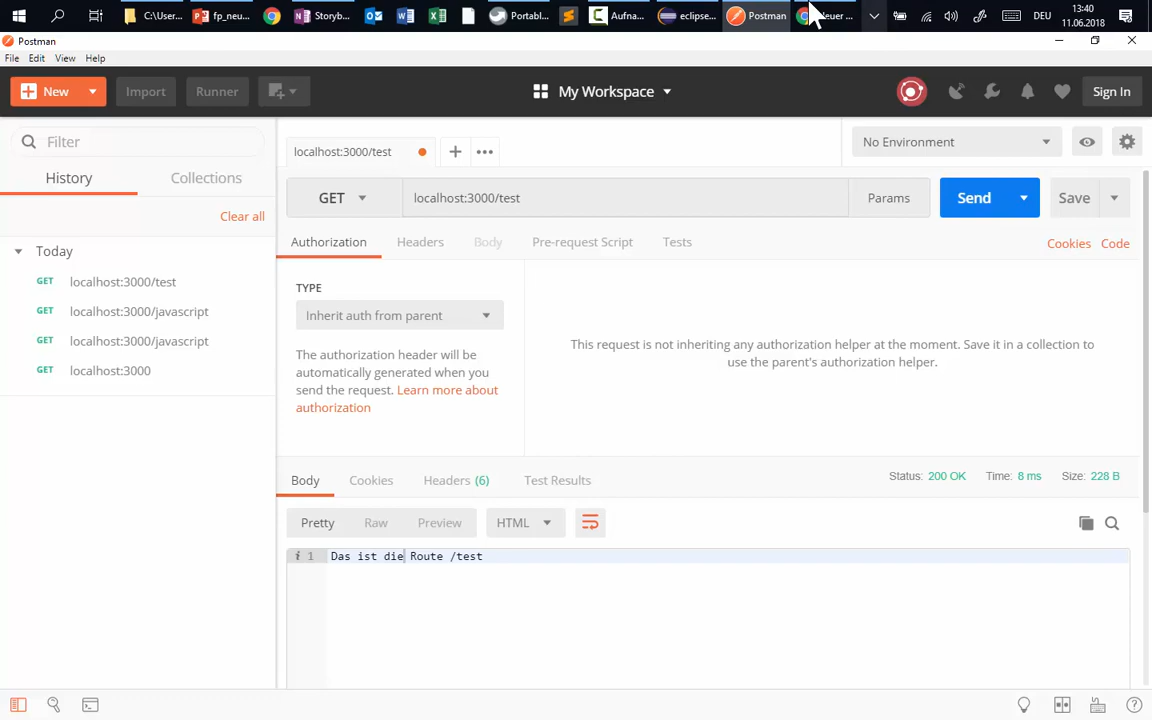 C:\User... fp_neu... Storyb... Portabl... Aufna... eclipse... Postman leuer ... DEU 13:40
11.06.2018
Postman
File Edit View Help
New Import Runner My Workspace Sign In
Filter localhost:3000/test No Environment
History Collections GET localhost:3000/test Params Send Save
Clear all Authorization Headers Body Pre-request Script Tests Cookies Code
Today
GET localhost:3000/test TYPE
GET localhost:3000/javascript Inherit auth from parent
GET localhost:3000/javascript
GET localhost:3000
The authorization header will be
automatically generated when you
send the request. Learn more about
authorization
This request is not inheriting any authorization helper at the moment. Save it in a collection to
use the parent's authorization helper.
Body Cookies Headers (6) Test Results Status: 200 OK Time: 8 ms Size: 228 B
Pretty Raw Preview HTML
i 1 Das ist die Route /test